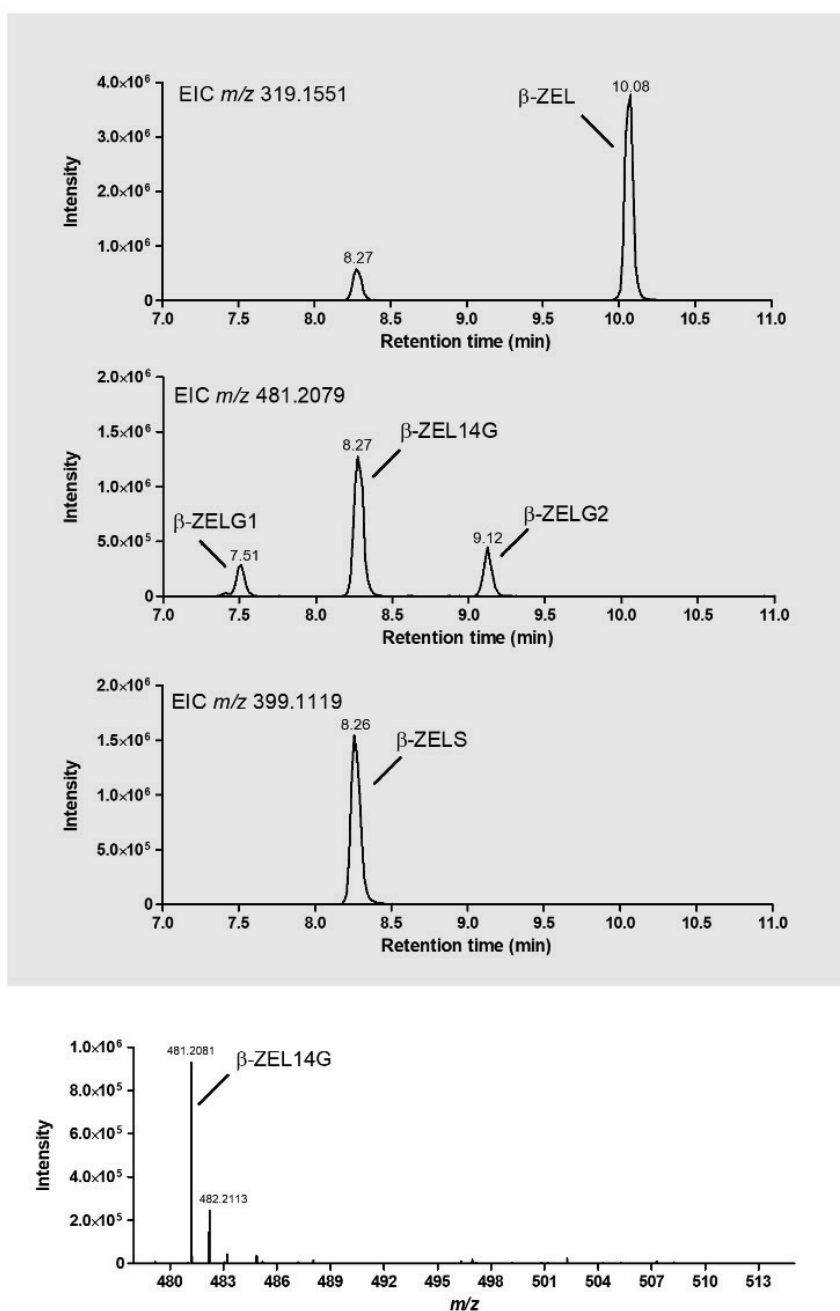 4.0×10⁶
EIC m/z 319.1551
β-ZEL
10.08
3.0×10⁶
2.0×10⁶
1.0×10⁶
8.27
0
Intensity
7.0 7.5 8.0 8.5 9.0 9.5 10.0 10.5 11.0
Retention time (min)
2.0×10⁶
EIC m/z 481.2079
1.5×10⁶
8.27
β-ZEL14G
1.0×10⁶
β-ZELG1
β-ZELG2
5.0×10⁵
7.51
9.12
0
Intensity
7.0 7.5 8.0 8.5 9.0 9.5 10.0 10.5 11.0
Retention time (min)
2.0×10⁶
EIC m/z 399.1119
1.5×10⁶
8.26
β-ZELS
1.0×10⁶
5.0×10⁵
0
Intensity
7.0 7.5 8.0 8.5 9.0 9.5 10.0 10.5 11.0
Retention time (min)
1.0×10⁶
481.2081
β-ZEL14G
8.0×10⁵
6.0×10⁵
4.0×10⁵
2.0×10⁵
482.2113
0
Intensity
480 483 486 489 492 495 498 501 504 507 510 513
m/z